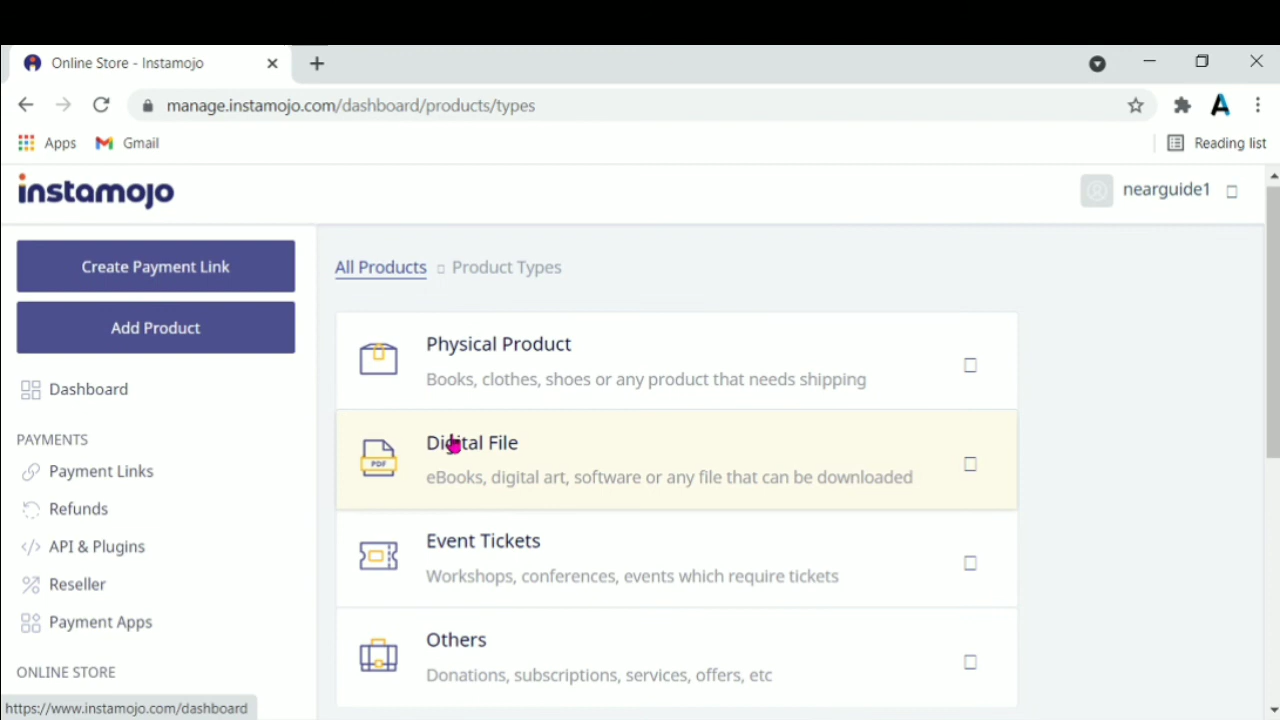 Online Store - Instamojo
manage.instamojo.com/dashboard/products/types
Apps Gmail Reading list
instamojo nearguide1
Create Payment Link
Add Product
Dashboard
PAYMENTS
Payment Links
Refunds
API & Plugins
Reseller
Payment Apps
ONLINE STORE
All Products Product Types
Physical Product
Books, clothes, shoes or any product that needs shipping
Digital File
PDF
eBooks, digital art, software or any file that can be downloaded
Event Tickets
Workshops, conferences, events which require tickets
Others
Donations, subscriptions, services, offers, etc
https://www.instamojo.com/dashboard